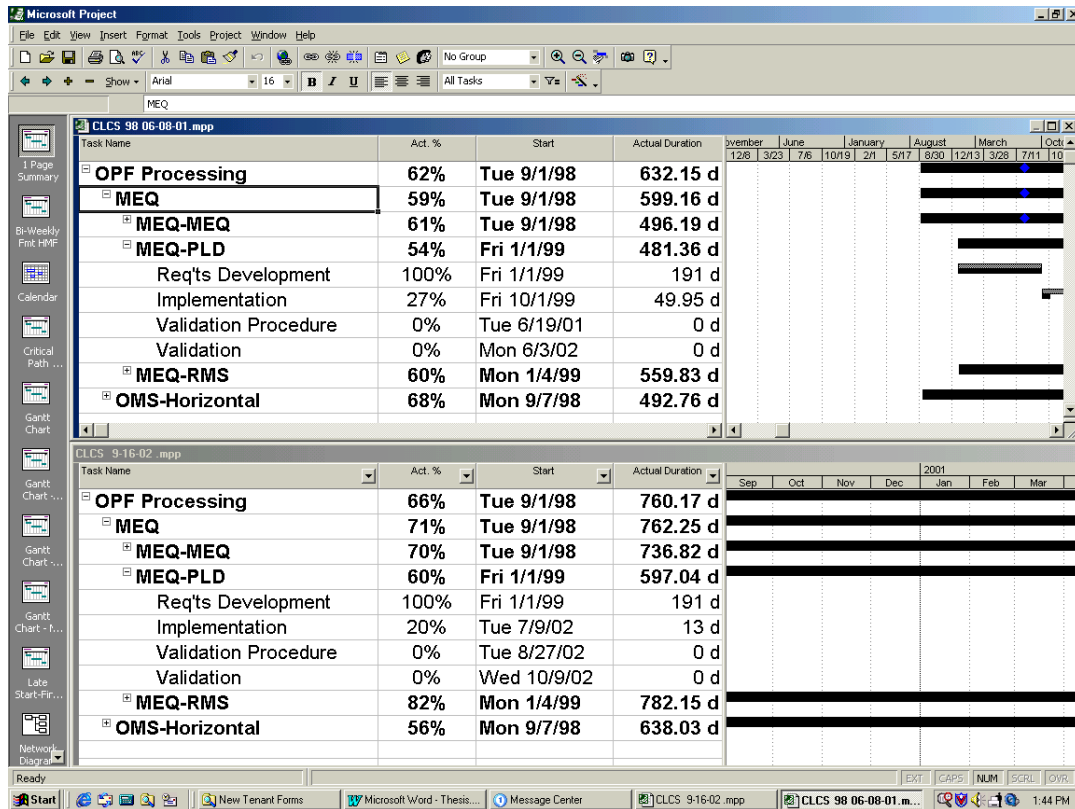 Microsoft Project
File Edit View Insert Format Tools Project Window Help
No Group
Show Arial 16 B I U All Tasks
MEQ
CLCS 98 06-08-01.mpp
Task Name Act. % Start Actual Duration
vember June January August March Octo
12/8 3/23 7/6 10/19 2/1 5/17 8/30 12/13 3/28 7/11 10
OPF Processing 62% Tue 9/1/98 632.15 d
MEQ 59% Tue 9/1/98 599.16 d
MEQ-MEQ 61% Tue 9/1/98 496.19 d
MEQ-PLD 54% Fri 1/1/99 481.36 d
Req'ts Development 100% Fri 1/1/99 191 d
Implementation 27% Fri 10/1/99 49.95 d
Validation Procedure 0% Tue 6/19/01 0 d
Validation 0% Mon 6/3/02 0 d
MEQ-RMS 60% Mon 1/4/99 559.83 d
OMS-Horizontal 68% Mon 9/7/98 492.76 d
1 Page
Summary
Bi-Weekly
Fmt HMF
Calendar
Critical
Path ...
Gantt
Chart
Gantt
Chart -...
Gantt
Chart -...
Gantt
Late
Start-Fir...
Network
CLCS 9-16-02 .mpp
Task Name Act. % Start Actual Duration
2001
Sep Oct Nov Dec Jan Feb Mar
OPF Processing 66% Tue 9/1/98 760.17 d
MEQ 71% Tue 9/1/98 762.25 d
MEQ-MEQ 70% Tue 9/1/98 736.82 d
MEQ-PLD 60% Fri 1/1/99 597.04 d
Req'ts Development 100% Fri 1/1/99 191 d
Implementation 20% Tue 7/9/02 13 d
Validation Procedure 0% Tue 8/27/02 0 d
Validation 0% Wed 10/9/02 0 d
MEQ-RMS 82% Mon 1/4/99 782.15 d
OMS-Horizontal 56% Mon 9/7/98 638.03 d
Ready EXT CAPS NUM SCRL OVR
Start New Tenant Forms Microsoft Word - Thesis.... Message Center CLCS 9-16-02 .mpp CLCS 98 06-08-01.m... 1:44 PM